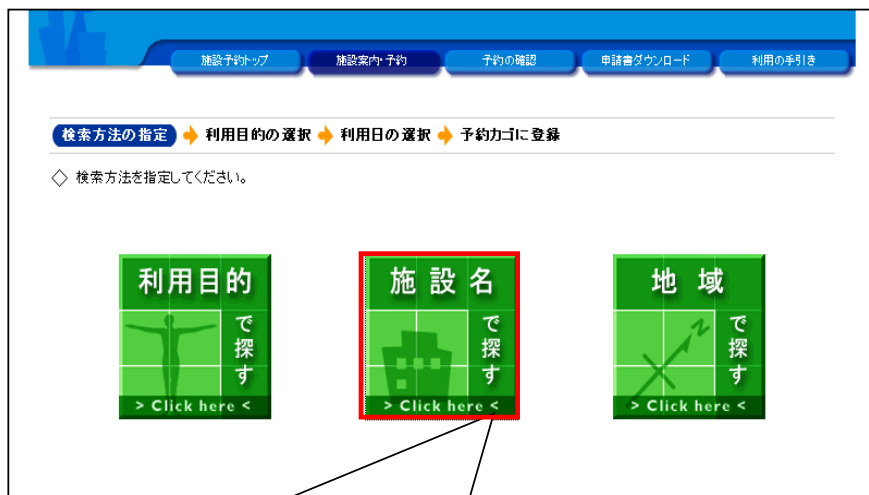 施設予約トップ 施設案内・予約 予約の確認 申請書ダウンロード 利用の手引き
検索方法の指定 利用目的の選択 利用日の選択 予約カゴに登録
◇ 検索方法を指定してください。
利用目的
で探す
> Click here <
施設名
で探す
> Click here <
地域
N
で探す
> Click here <